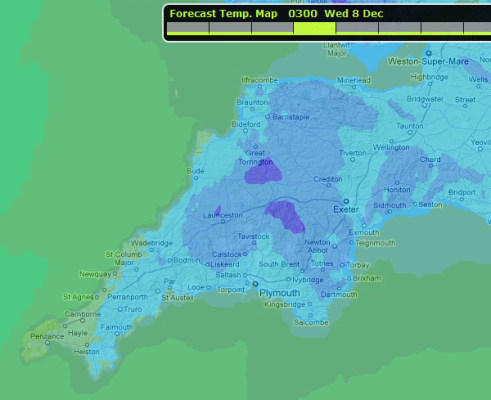 Forecast Temp. Map 0300 Wed 8 Dec
Llantwit
Major
Weston-Super-Mare
Highbridge
Ilfracombe
Minehead
Wells
Braunton
Bridgwater
Street
Barnstaple
Bideford
Taunton
Wellington
Great
Torrington
Tiverton
Chard
Bude
Crediton
Honiton
Bridport
Launceston
Exeter
Sidmouth
Seaton
Exmouth
Tavistock
Newton
Abbot
Teignmouth
Wadebridge
St Columb
Major
Bodmin
Calstock
Liskeard
South Brent
Totnes
Torbay
Newquay
Saltash
Ivybridge
Brixham
Par
Looe
Torpoint
Plymouth
Dartmouth
St Agnes
Perranporth
St Austell
Kingsbridge
Truro
Camborne
Salcombe
Hayle
Falmouth
Penzance
Helston